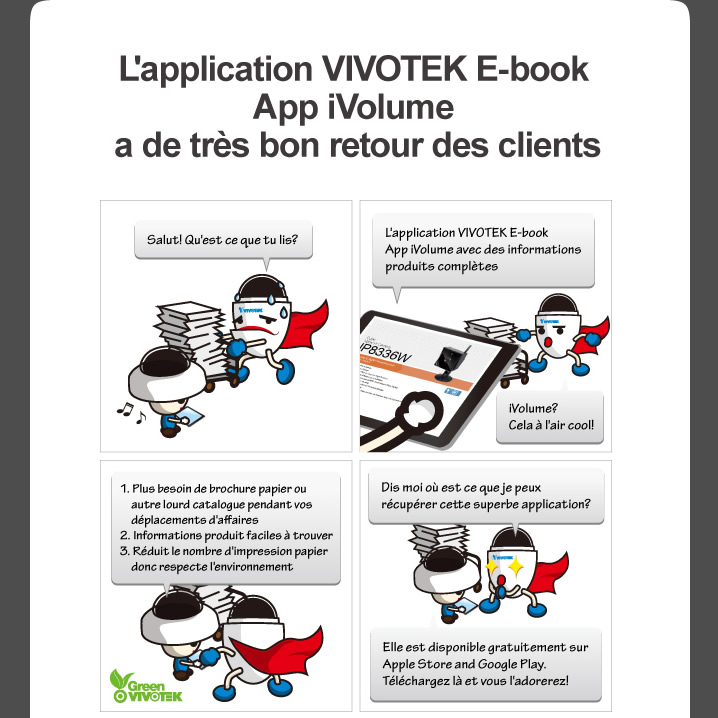 L'application VIVOTEK E-book
App iVolume
a de très bon retour des clients
Salut! Qu'est ce que tu lis?
VIVOTEK
L'application VIVOTEK E-book
App iVolume avec des informations
produits complètes
IP8336W
VIVOTEK
iVolume?
Cela à l'air cool!
1. Plus besoin de brochure papier ou
autre lourd catalogue pendant vos
déplacements d'affaires
2. Informations produit faciles à trouver
3. Réduit le nombre d'impression papier
donc respecte l'environnement
Green
VIVOTEK
Dis moi où est ce que je peux
récupérer cette superbe application?
VIVOTEK
Elle est disponible gratuitement sur
Apple Store and Google Play.
Téléchargez là et vous l'adorerez!